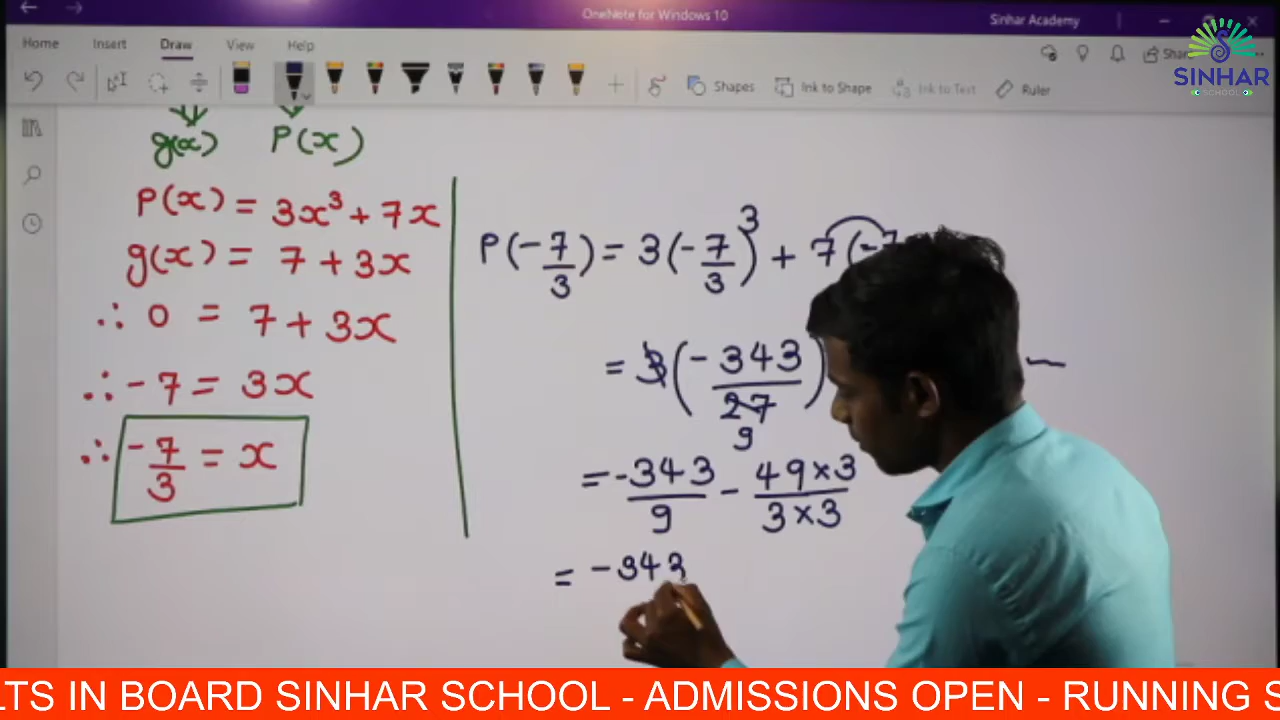 OneNote for Windows 10
Sinhar Academy
Home Insert Draw View Help
Share
Shapes Ink to Shape Ink to Text Ruler
SINHAR
SCHOOL
g(x) P(x)
P(x) = 3x³ + 7x
g(x) = 7 + 3x
∴ 0 = 7 + 3x
∴ -7 = 3x
∴ -7/3 = x
P(-7/3) = 3(-7/3)³ + 7(-7
= 3(-343/27)
9
= -343/9 - 49×3/3×3
= -343
LTS IN BOARD SINHAR SCHOOL - ADMISSIONS OPEN - RUNNING S